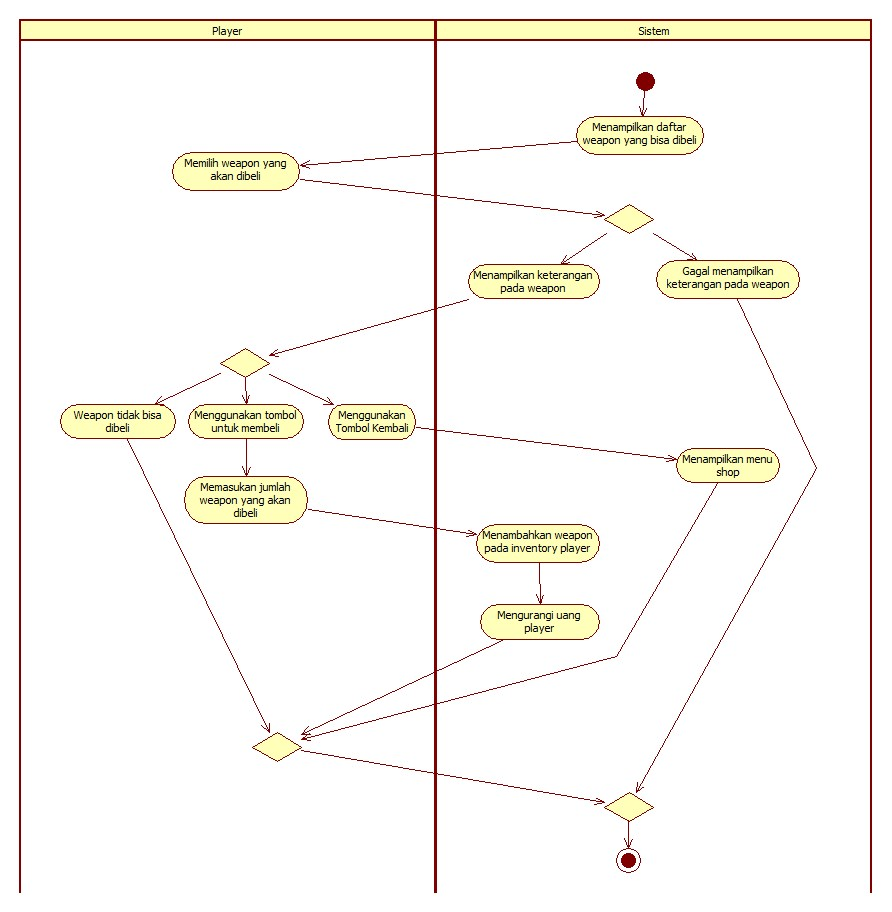 Player
Sistem
Menampilkan daftar
weapon yang bisa dibeli
Memilih weapon yang
akan dibeli
Menampilkan keterangan
pada weapon
Gagal menampilkan
keterangan pada weapon
Weapon tidak bisa
dibeli
Menggunakan tombol
untuk membeli
Menggunakan
Tombol Kembali
Menampilkan menu
shop
Memasukan jumlah
weapon yang akan
dibeli
Menambahkan weapon
pada inventory player
Mengurangi uang
player